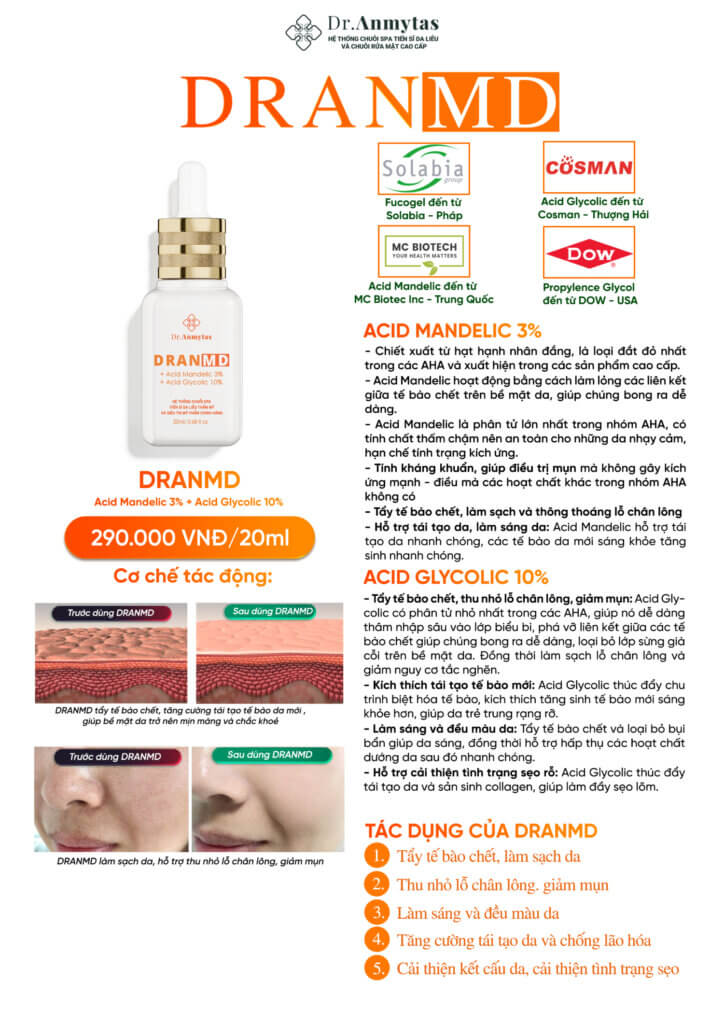 Dr.Anmytas
HỆ THỐNG CHUỖI SPA TIẾN SĨ DA LIỄU
VÀ CHUỖI RỬA MẶT CAO CẤP
DRANMD
Solabia
group
Fucogel đến từ
Solabia - Pháp
COSMAN
Acid Glycolic đến từ
Cosman - Thượng Hải
MC BIOTECH
YOUR HEALTH MATTERS
Acid Mandelic đến từ
MC Biotec Inc - Trung Quốc
DOW
Propylence Glycol
đến từ DOW - USA
Dr.Anmytas
DRANMD
+ Acid Mandelic 3%
+ Acid Glycolic 10%
HỆ THỐNG CHUỖI SPA
TIẾN SĨ DA LIỄU THẨM MỸ
20ml/ 0.68 fl.oz
DRANMD
Acid Mandelic 3% + Acid Glycolic 10%
290.000 VNĐ/20ml
Cơ chế tác động:
Trước dùng DRANMD
Sau dùng DRANMD
DRANMD tẩy tế bào chết, tăng cường tái tạo tế bào mới ,
giúp bề mặt da trở nên mịn màng và chắc khoẻ
Trước dùng DRANMD
Sau dùng DRANMD
DRANMD làm sạch da, hỗ trợ thu nhỏ lỗ chân lông, giảm mụn
ACID MANDELIC 3%
- Chiết xuất từ hạt hạnh nhân đắng, là loại đắt đỏ nhất
trong các AHA và xuất hiện trong các sản phẩm cao cấp.
- Acid Mandelic hoạt động bằng cách làm lỏng các liên kết
giữa tế bào chết trên bề mặt da, giúp chúng bong ra dễ
dàng.
- Acid Mandelic là phân tử lớn nhất trong nhóm AHA, có
tính chất thấm chậm nên an toàn cho những da nhạy cảm,
hạn chế tính trạng kích ứng.
- Tính kháng khuẩn, giúp điều trị mụn mà không gây kích
ứng mạnh - điều mà các hoạt chất khác trong nhóm AHA
không có
- Tẩy tế bào chết, làm sạch và thông thoáng lỗ chân lông
- Hỗ trợ tái tạo da, làm sáng da: Acid Mandelic hỗ trợ tái
tạo da nhanh chóng, các tế bào da mới sáng khỏe tăng
sinh nhanh chóng.
ACID GLYCOLIC 10%
- Tẩy tế bào chết, thu nhỏ lỗ chân lông, giảm mụn: Acid Gly-
colic có phân tử nhỏ nhất trong các AHA, giúp nó dễ dàng
thâm nhập sâu vào lớp biểu bì, phá vỡ liên kết giữa các tế
bào chết giúp chúng bong ra dễ dàng, loại bỏ lớp sừng già
cỗi trên bề mặt da. Đồng thời làm sạch lỗ chân lông và
giảm nguy cơ tắc nghẽn.
- Kích thích tái tạo tế bào mới: Acid Glycolic thúc đẩy chu
trình biệt hóa tế bào, kích thích tăng sinh tế bào mới sáng
khỏe hơn, giúp da trẻ trung rạng rỡ.
- Làm sáng và đều màu da: Tẩy tế bào chết và loại bỏ bụi
bẩn giúp da sáng, đồng thời hỗ trợ hấp thụ các hoạt chất
dưỡng da sau đó nhanh chóng.
- Hỗ trợ cải thiện tình trạng sẹo rỗ: Acid Glycolic thúc đẩy
tái tạo da và sản sinh collagen, giúp làm đầy sẹo lõm.
TÁC DỤNG CỦA DRANMD
1. Tẩy tế bào chết, làm sạch da
2. Thu nhỏ lỗ chân lông. giảm mụn
3. Làm sáng và đều màu da
4. Tăng cường tái tạo da và chống lão hóa
5. Cải thiện kết cấu da, cải thiện tình trạng sẹo